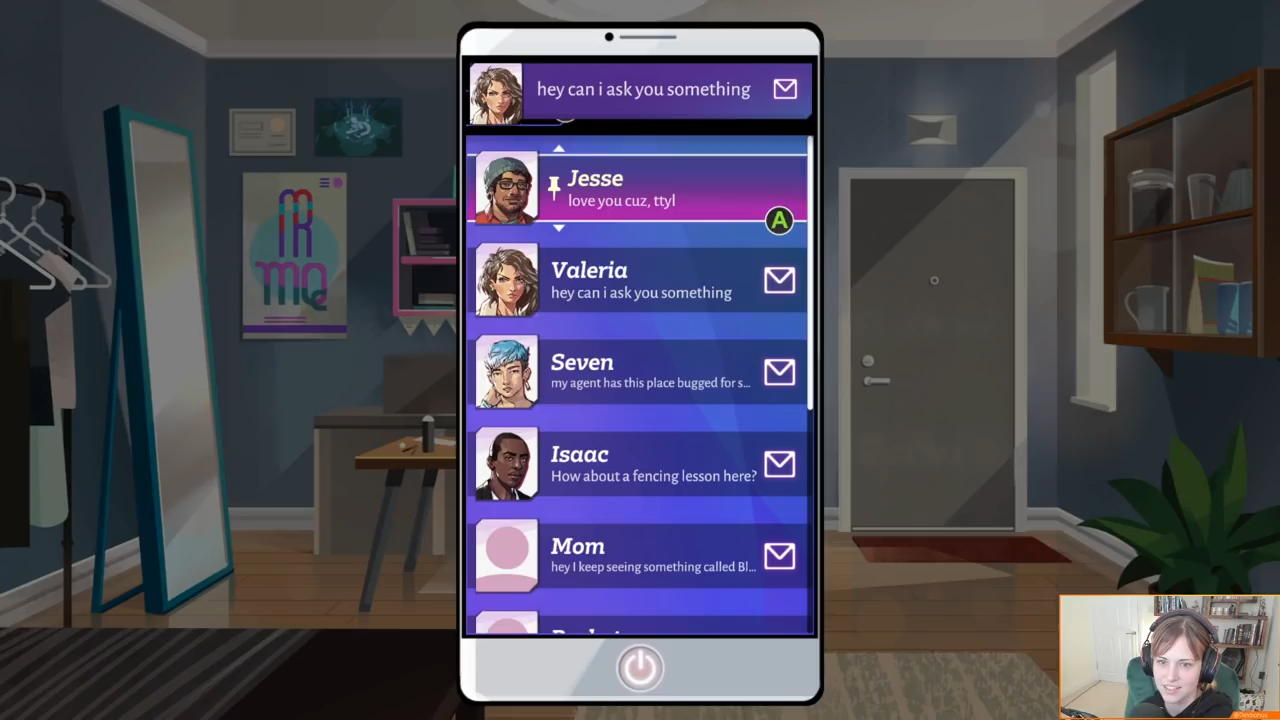 hey can i ask you something
Jesse
love you cuz, ttyl
A
Valeria
hey can i ask you something
Seven
my agent has this place bugged for s...
Isaac
How about a fencing lesson here?
Mom
hey I keep seeing something called Bl...